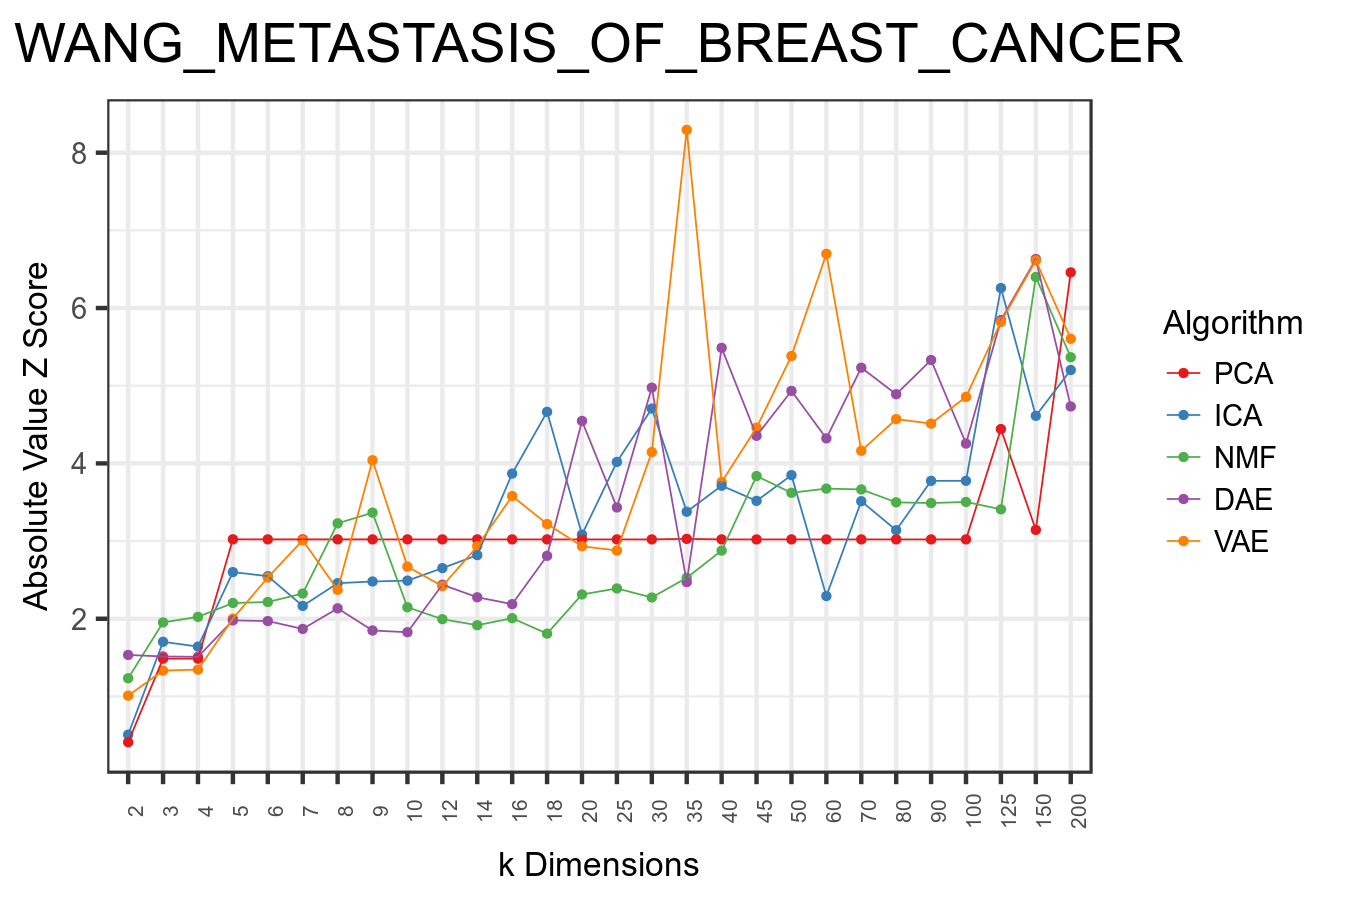 WANG_METASTASIS_OF_BREAST_CANCER
Absolute Value Z Score
8
6
4
2
2 3 4 5 6 7 8 9 10 12 14 16 18 20 25 30 35 40 45 50 60 70 80 90 100 125 150 200
k Dimensions
Algorithm
PCA
ICA
NMF
DAE
VAE